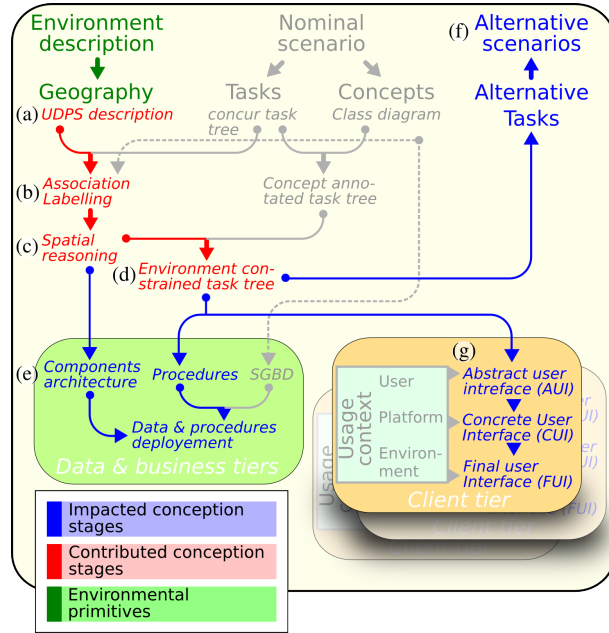 Environment description
Nominal scenario
(f)
Alternative scenarios
Geography
Tasks
Concepts
Alternative Tasks
(a)
UDPS description
concur task tree
Class diagram
(b)
Association Labelling
Concept anno-
tated task tree
(c)
Spatial reasoning
(d)
Environment con-
strained task tree
(e)
Components architecture
Procedures
SGBD
Data & procedures deployement
Data & business tiers
(g)
Usage context
User
Platform
Environ-
ment
Abstract user intreface (AUI)
Concrete User Interface (CUI)
Final user Interface (FUI)
Client tier
Impacted conception stages
Contributed conception stages
Environmental primitives